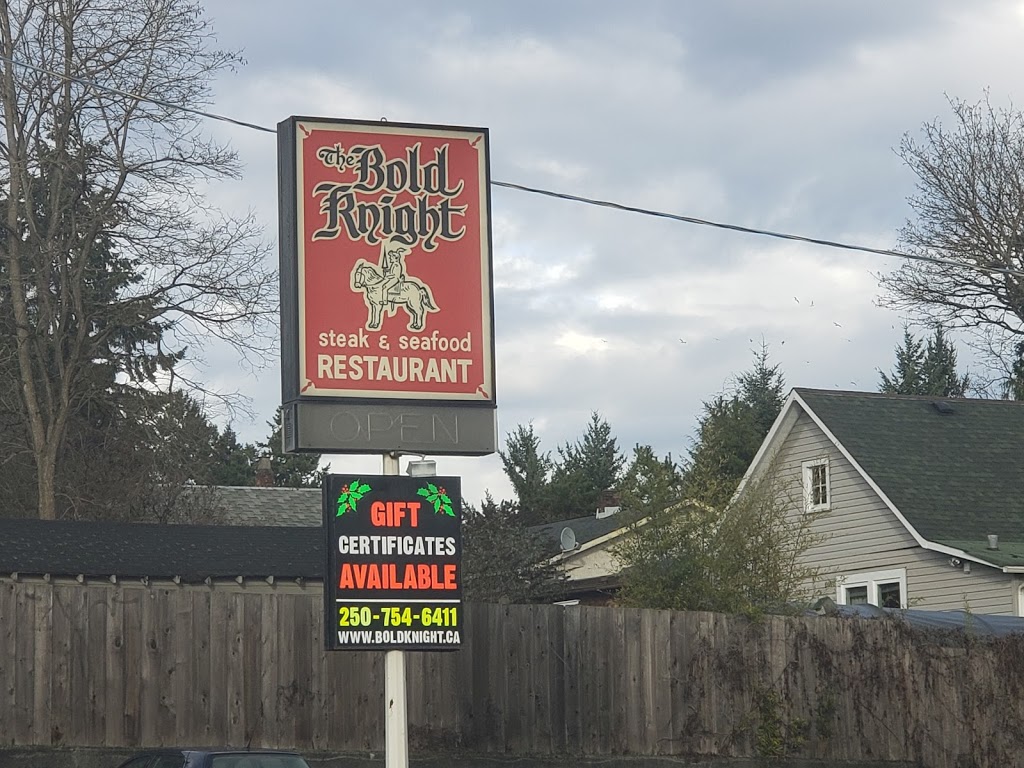 The Bold
Knight
steak & seafood
RESTAURANT
OPEN
GIFT
CERTIFICATES
AVAILABLE
250-754-6411
WWW.BOLDKNIGHT.CA